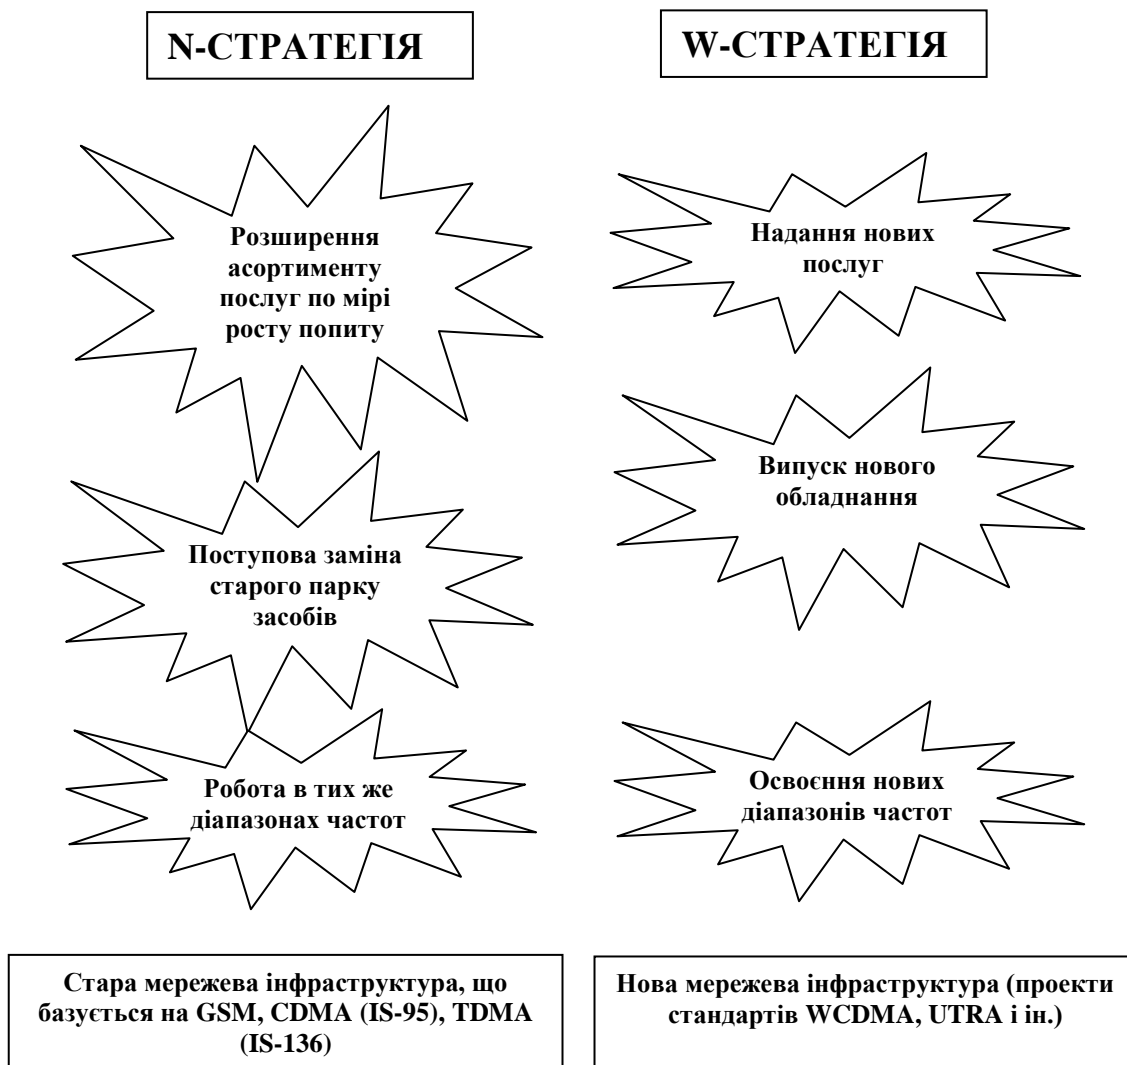 N-СТРАТЕГІЯ
Розширення
асортименту
послуг по мірі
росту попиту
Поступова заміна
старого парку
засобів
Робота в тих же
діапазонах частот
Стара мережева інфраструктура, що
базується на GSM, CDMA (IS-95), TDMA
(IS-136)
W-СТРАТЕГІЯ
Надання нових
послуг
Випуск нового
обладнання
Освоєння нових
діапазонів частот
Нова мережева інфраструктура (проекти
стандартів WCDMA, UTRA і ін.)